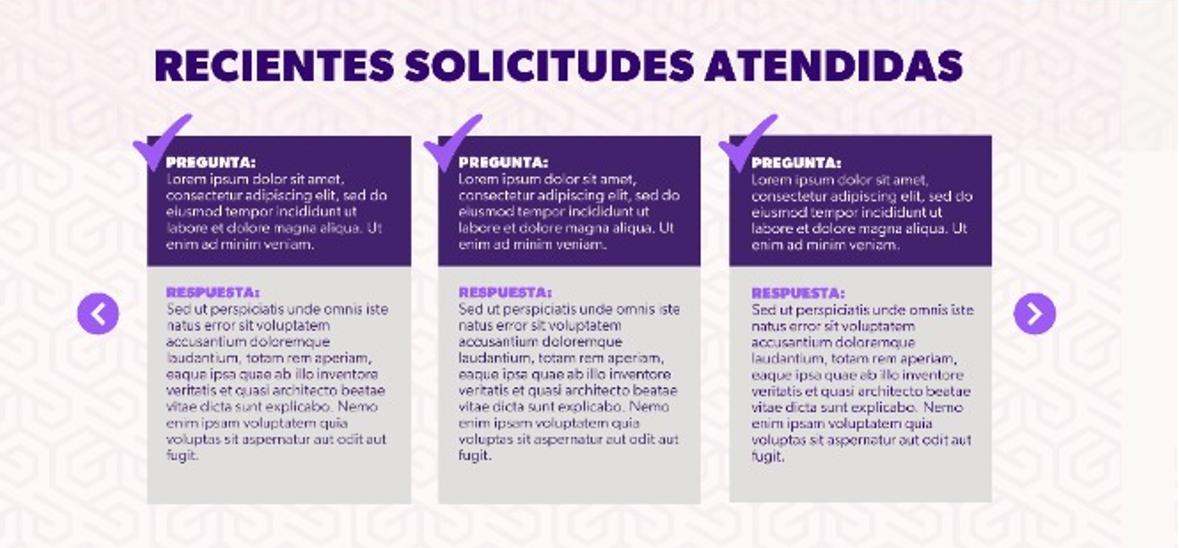 RECIENTES SOLICITUDES ATENDIDAS
PREGUNTA:
Lorem ipsum dolor sit amet,
consectetur adipiscing elit, sed do
eiusmod tempor incididunt ut
labore et dolore magna aliqua. Ut
enim ad minim veniam.
RESPUESTA:
Sed ut perspiciatis unde omnis iste
natus error sit voluptatem
accusantium doloremque
laudantium, totam rem aperiam,
eaque ipsa quae ab illo inventore
veritatis et quasi architecto beatae
vitae dicta sunt explicabo. Nemo
enim ipsam voluptatem quia
voluptas sit aspernatur aut odit aut
fugit.
PREGUNTA:
Lorem ipsum dolor sit amet,
consectetur adipiscing elit, sed do
eiusmod tempor incididunt ut
labore et dolore magna aliqua. Ut
enim ad minim veniam.
RESPUESTA:
Sed ut perspiciatis unde omnis iste
natus error sit voluptatem
accusantium doloremque
laudantium, totam rem aperiam,
eaque ipsa quae ab illo inventore
veritatis et quasi architecto beatae
vitae dicta sunt explicabo. Nemo
enim ipsam voluptatem quia
voluptas sit aspernatur aut odit aut
fugit.
PREGUNTA:
Lorem ipsum dolor sit amet,
consectetur adipiscing elit, sed do
eiusmod tempor incididunt ut
labore et dolore magna aliqua. Ut
enim ad minim veniam.
RESPUESTA:
Sed ut perspiciatis unde omnis iste
natus error sit voluptatem
accusantium doloremque
laudantium, totam rem aperiam,
eaque ipsa quae ab illo inventore
veritatis et quasi architecto beatae
vitae dicta sunt explicabo. Nemo
enim ipsam voluptatem quia
voluptas sit aspernatur aut odit aut
fugit.